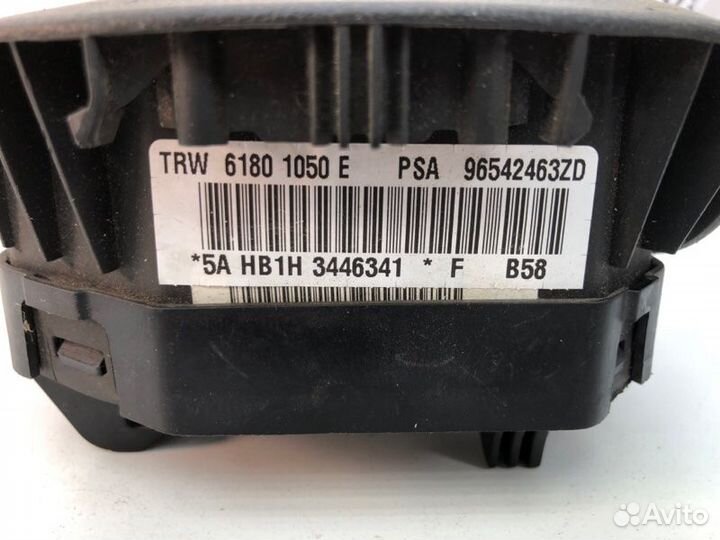 TRW 6180 1050 E PSA 96542463ZD
*5A HB1H 3446341 * F B58
Avito